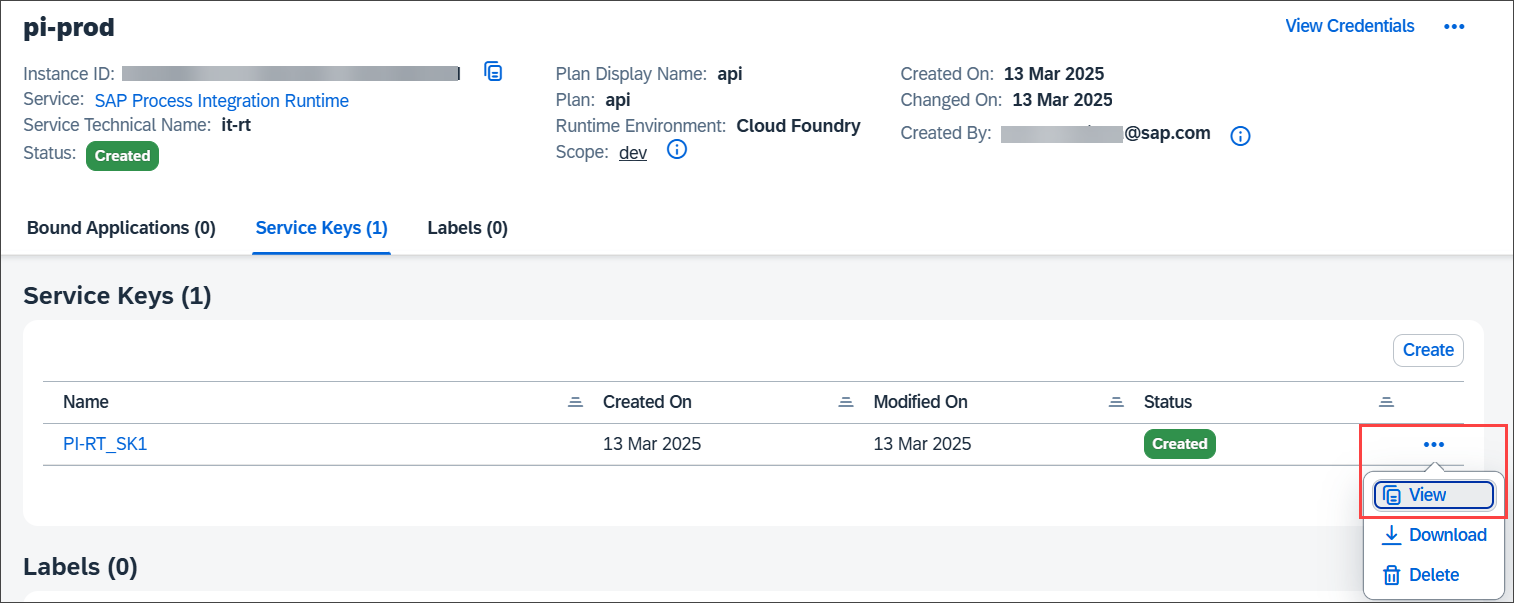 pi-prod
View Credentials
Instance ID:
Service: SAP Process Integration Runtime
Service Technical Name: it-rt
Status: Created
Plan Display Name: api
Plan: api
Runtime Environment: Cloud Foundry
Scope: dev
Created On: 13 Mar 2025
Changed On: 13 Mar 2025
Created By: @sap.com
Bound Applications (0) Service Keys (1) Labels (0)
Service Keys (1)
Create
Name Created On Modified On Status
PI-RT_SK1 13 Mar 2025 13 Mar 2025 Created
View
Download
Delete
Labels (0)